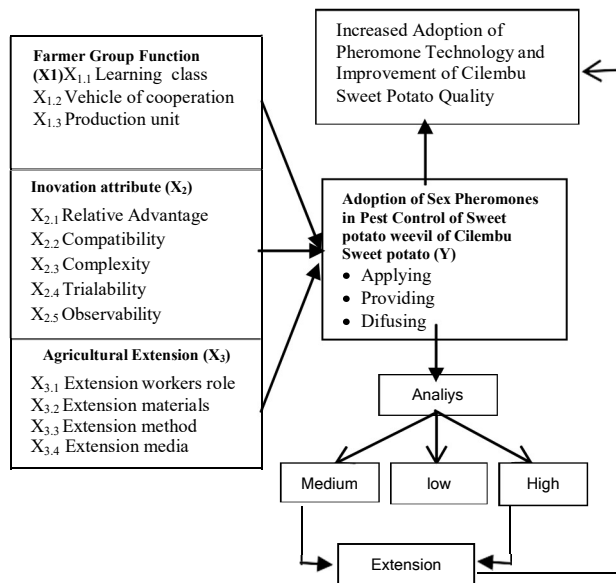 Farmer Group Function
(X1)X1.1 Learning class
X1.2 Vehicle of cooperation
X1.3 Production unit
Inovation attribute (X2)
X2.1 Relative Advantage
X2.2 Compatibility
X2.3 Complexity
X2.4 Trialability
X2.5 Observability
Agricultural Extension (X3)
X3.1 Extension workers role
X3.2 Extension materials
X3.3 Extension method
X3.4 Extension media
Increased Adoption of
Pheromone Technology and
Improvement of Cilembu
Sweet Potato Quality
Adoption of Sex Pheromones
in Pest Control of Sweet
potato weevil of Cilembu
Sweet potato (Y)
• Applying
• Providing
• Difusing
Analiys
Medium
low
High
Extension